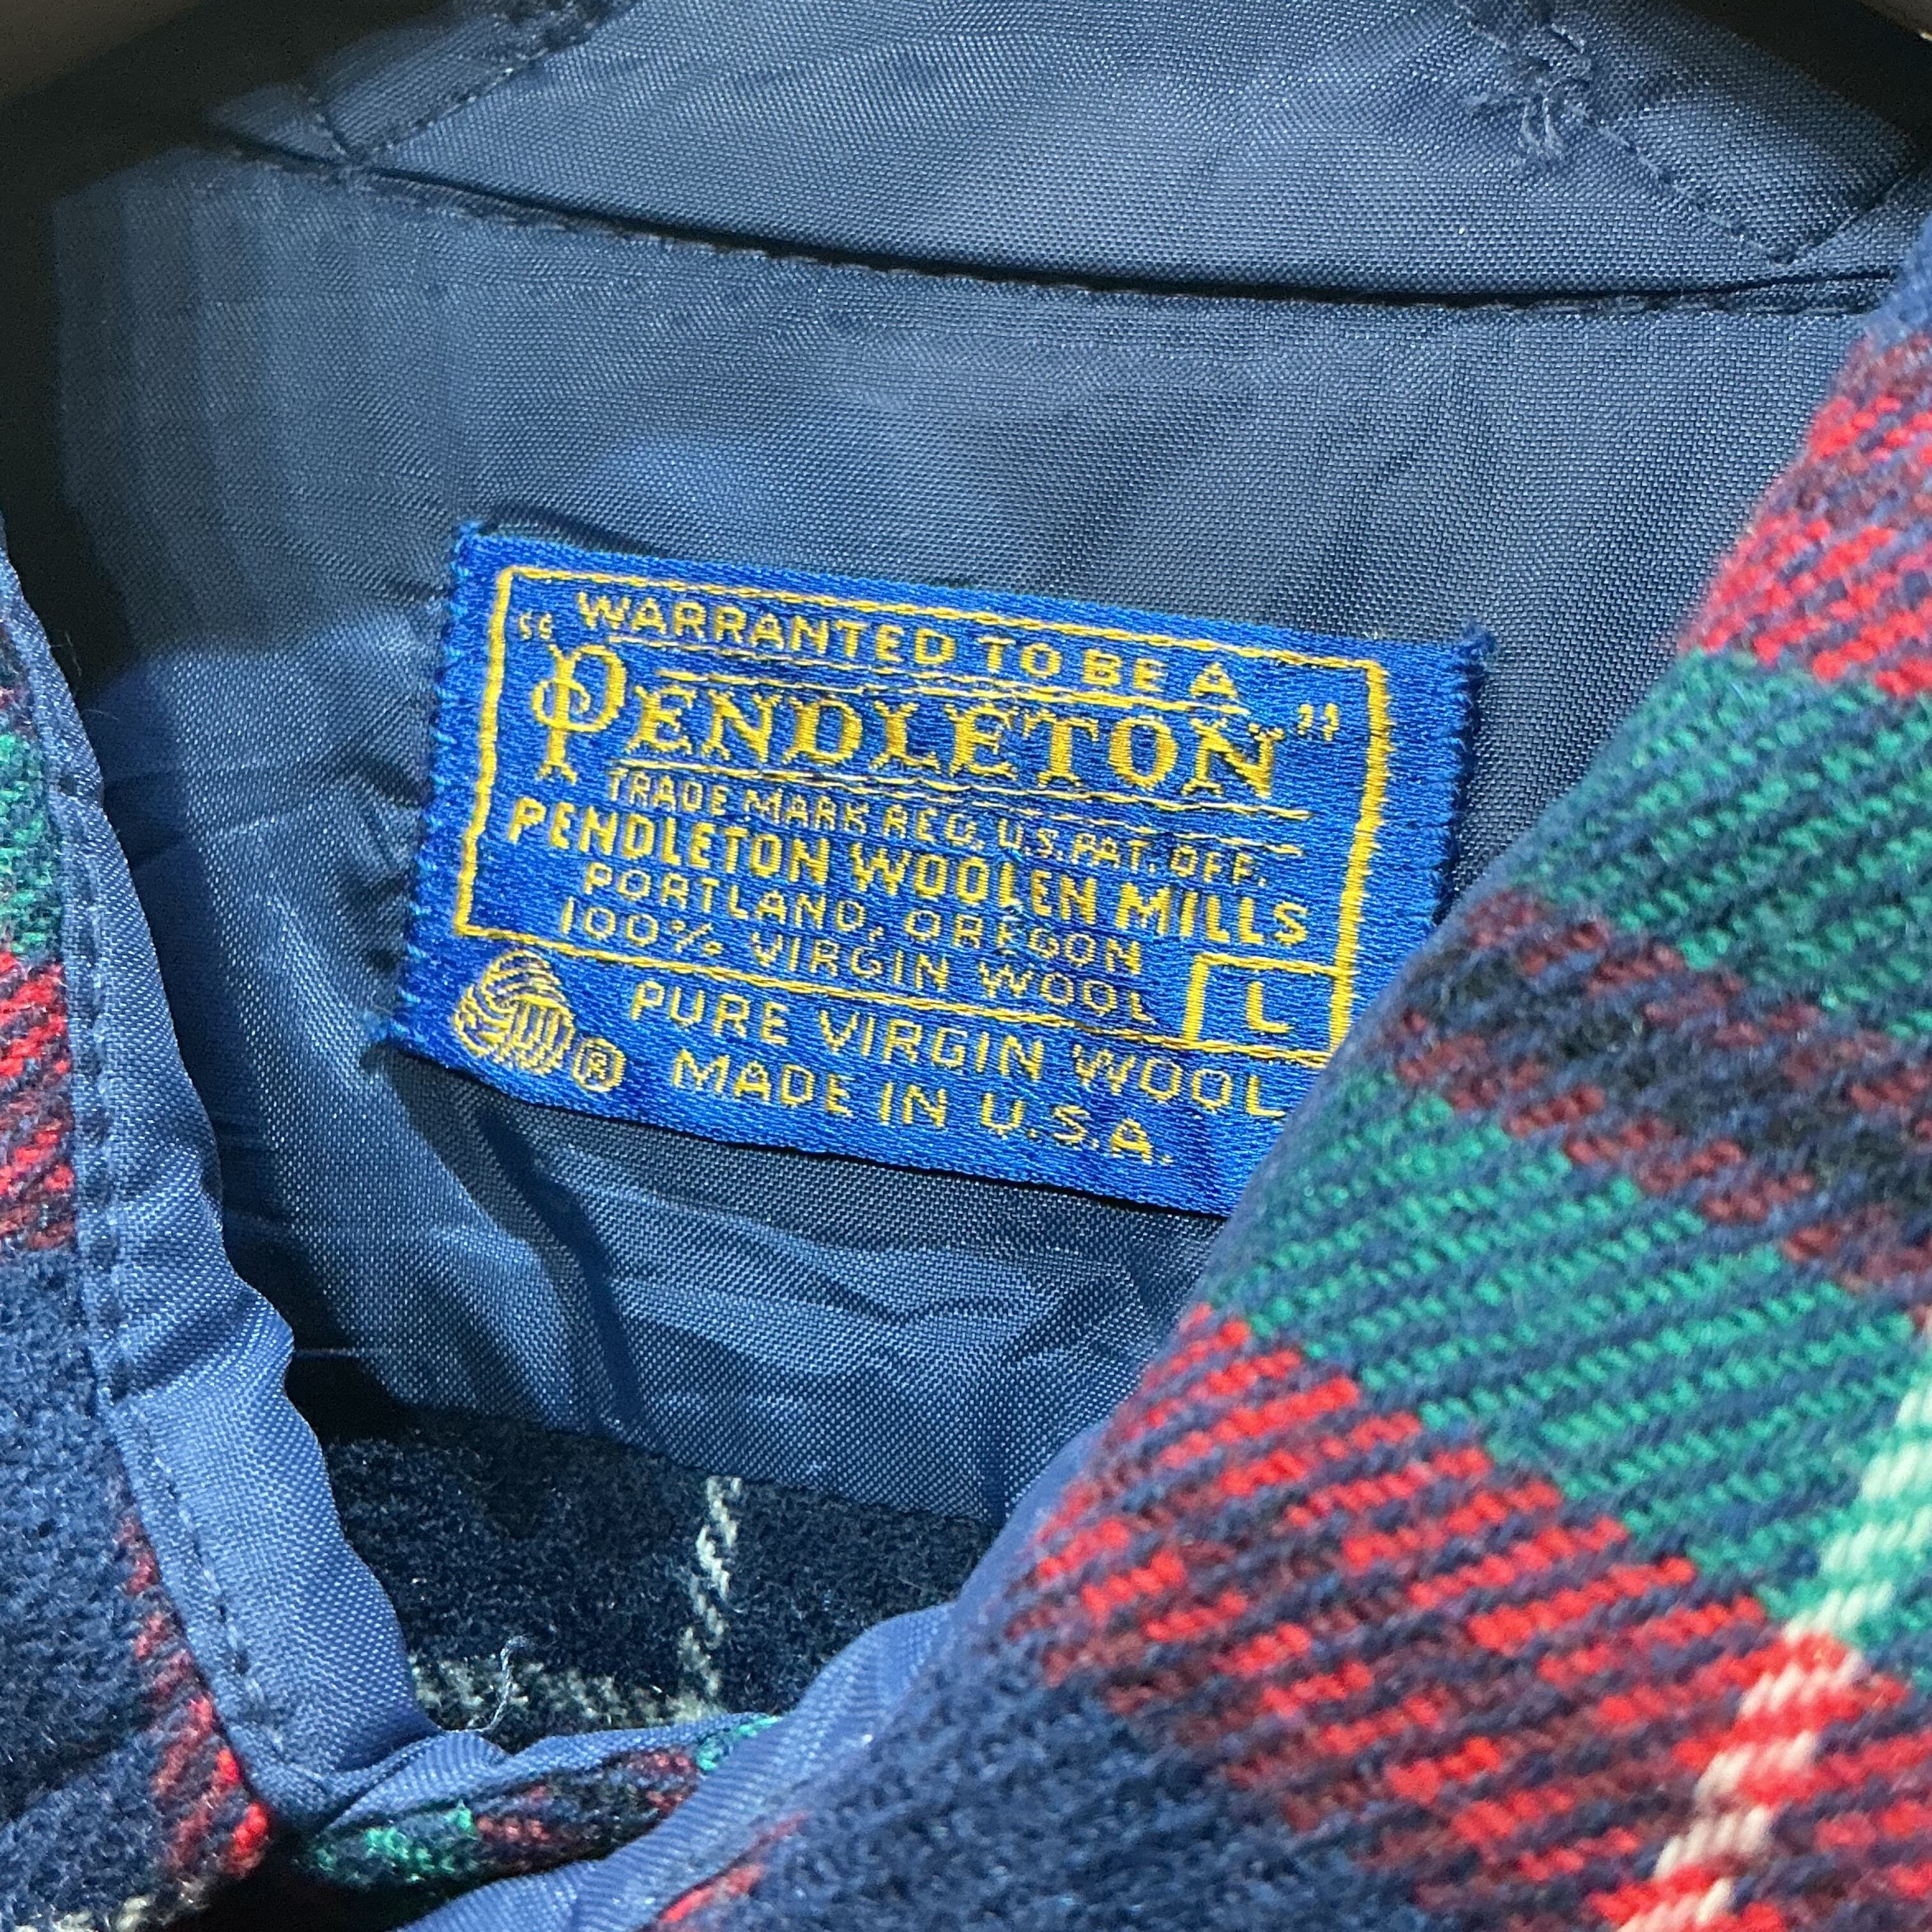 WARRANTED TO BE A
"PENDLETON"
TRADE MARK REG. U.S. PAT. OFF.
PENDLETON WOOLEN MILLS
PORTLAND, OREGON
100% VIRGIN WOOL
L
PURE VIRGIN WOOL
® MADE IN U.S.A.